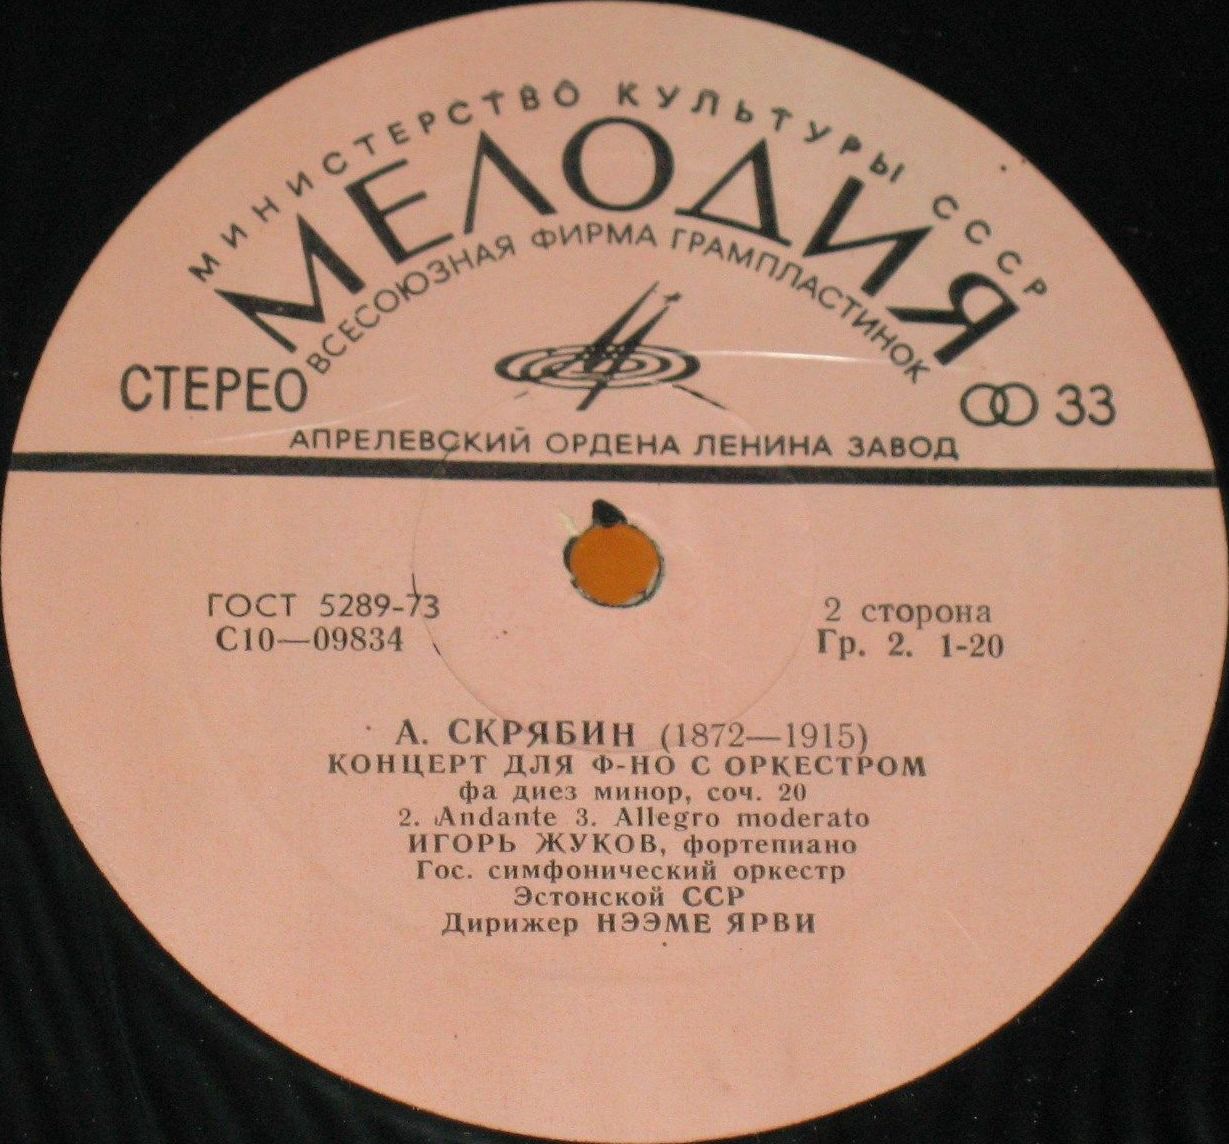 МИНИСТЕРСТВО КУЛЬТУРЫ СССР
МЕЛОДИЯ
ВСЕСОЮЗНАЯ ФИРМА ГРАМПЛАСТИНОК
СТЕРЕО
33
АПРЕЛЕВСКИЙ ОРДЕНА ЛЕНИНА ЗАВОД
ГОСТ 5289-73
С10—09834
2 сторона
Гр. 2. 1-20
А. СКРЯБИН (1872—1915)
КОНЦЕРТ ДЛЯ Ф-НО С ОРКЕСТРОМ
фа диез минор, соч. 20
2. Andante 3. Allegro moderato
ИГОРЬ ЖУКОВ, фортепиано
Гос. симфонический оркестр
Эстонской ССР
Дирижер НЭЭМЕ ЯРВИ